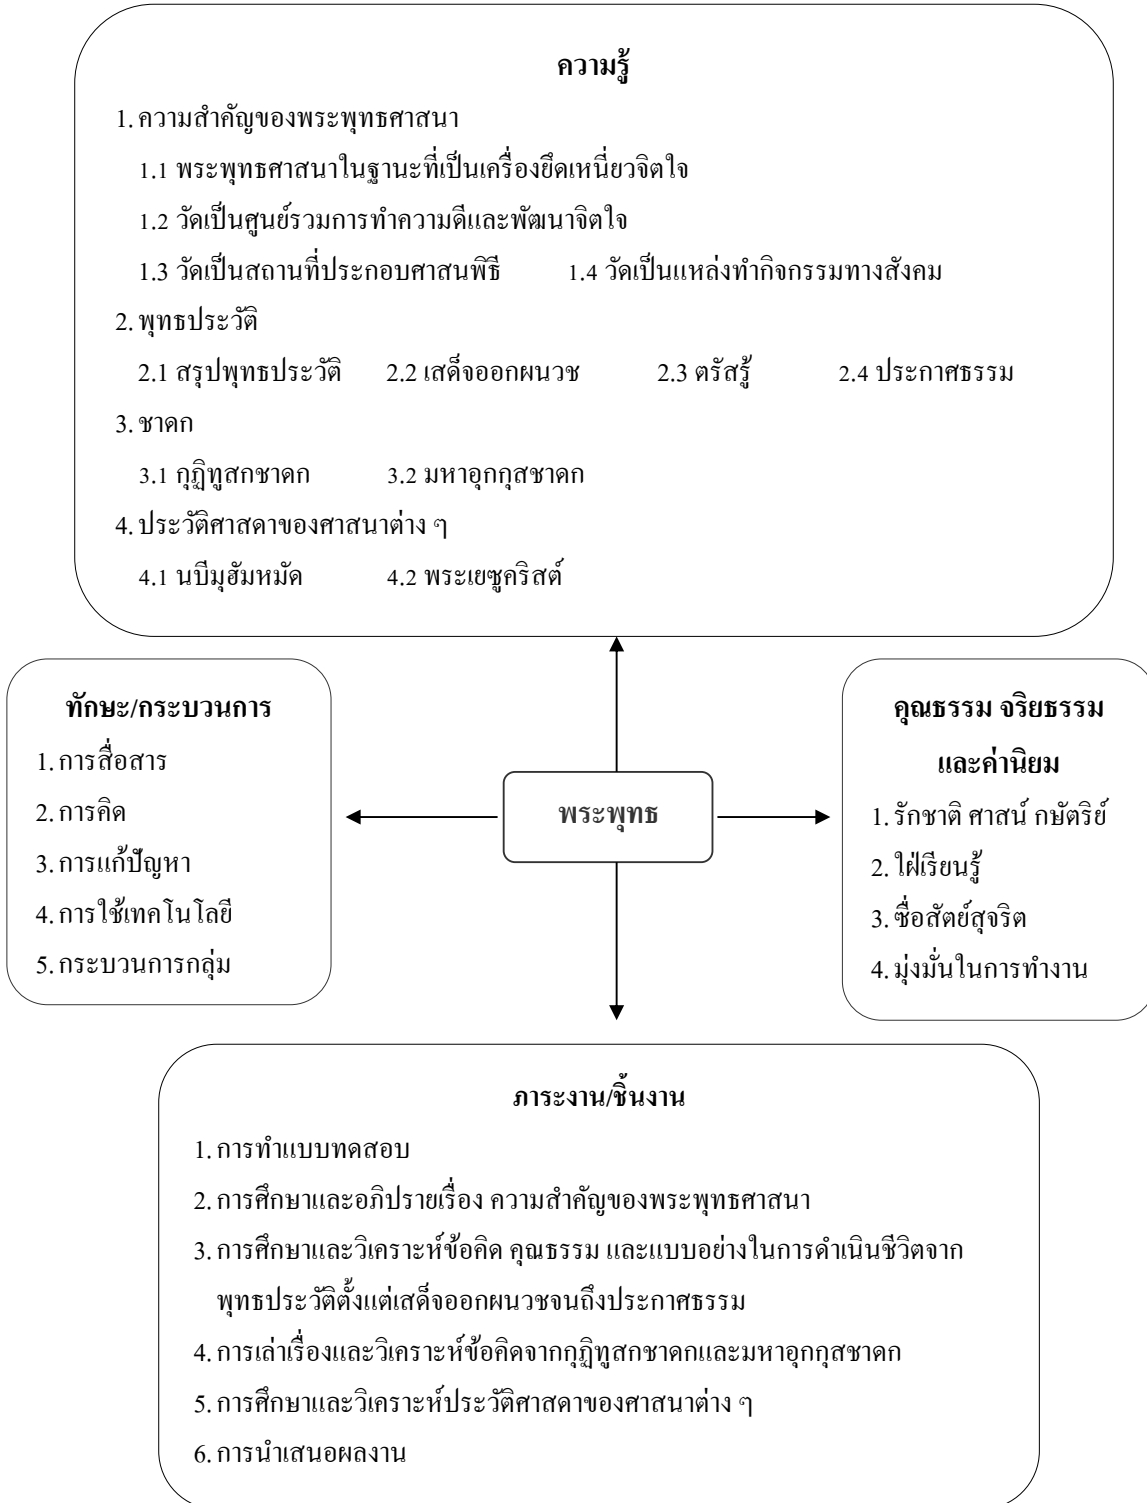 ความรู้
1. ความสำคัญของพระพุทธศาสนา
1.1 พระพุทธศาสนาในฐานะที่เป็นเครื่องยึดเหนี่ยวจิตใจ
1.2 วัดเป็นศูนย์รวมการทำความดีและพัฒนาจิตใจ
1.3 วัดเป็นสถานที่ประกอบศาสนพิธี 1.4 วัดเป็นแหล่งทำกิจกรรมทางสังคม
2. พุทธประวัติ
2.1 สรุปพุทธประวัติ 2.2 เสด็จออกผนวช 2.3 ตรัสรู้ 2.4 ประกาศธรรม
3. ชาดก
3.1 กุฏิทูสกชาดก 3.2 มหาอุกกุสชาดก
4. ประวัติศาสดาของศาสนาต่าง ๆ
4.1 นบีมุฮัมหมัด 4.2 พระเยซูคริสต์
ทักษะ/กระบวนการ
1. การสื่อสาร
2. การคิด
3. การแก้ปัญหา
4. การใช้เทคโนโลยี
5. กระบวนการกลุ่ม
พระพุทธ
คุณธรรม จริยธรรม
และค่านิยม
1. รักชาติ ศาสน์ กษัตริย์
2. ใฝ่เรียนรู้
3. ซื่อสัตย์สุจริต
4. มุ่งมั่นในการทำงาน
ภาระงาน/ชิ้นงาน
1. การทำแบบทดสอบ
2. การศึกษาและอภิปรายเรื่อง ความสำคัญของพระพุทธศาสนา
3. การศึกษาและวิเคราะห์ข้อคิด คุณธรรม และแบบอย่างในการดำเนินชีวิตจาก
พุทธประวัติตั้งแต่เสด็จออกผนวชจนถึงประกาศธรรม
4. การเล่าเรื่องและวิเคราะห์ข้อคิดจากกุฏิทูสกชาดกและมหาอุกกุสชาดก
5. การศึกษาและวิเคราะห์ประวัติศาสดาของศาสนาต่าง ๆ
6. การนำเสนอผลงาน